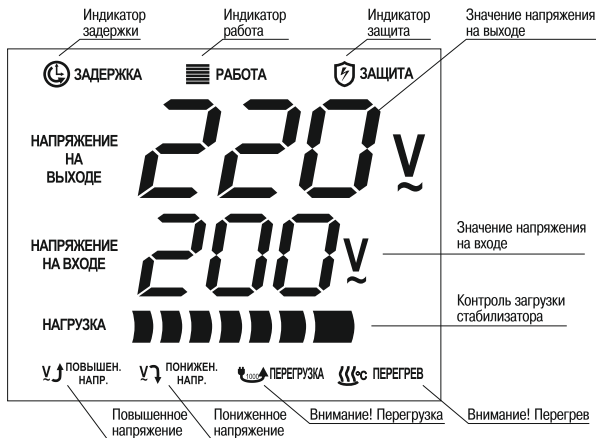 Индикатор
задержки
Индикатор
работа
Индикатор
защита
Значение напряжения
на выходе
ЗАДЕРЖКА
РАБОТА
ЗАЩИТА
НАПРЯЖЕНИЕ
НА
ВЫХОДЕ
220 V
~
НАПРЯЖЕНИЕ
НА ВХОДЕ
200 V
~
Значение напряжения
на входе
НАГРУЗКА
Контроль загрузки
стабилизатора
V
~
ПОВЫШЕН.
НАПР.
V
~
ПОНИЖЕН.
НАПР.
1000
ПЕРЕГРУЗКА
°C ПЕРЕГРЕВ
Повышенное
напряжение
Пониженное
напряжение
Внимание! Перегрузка
Внимание! Перегрев